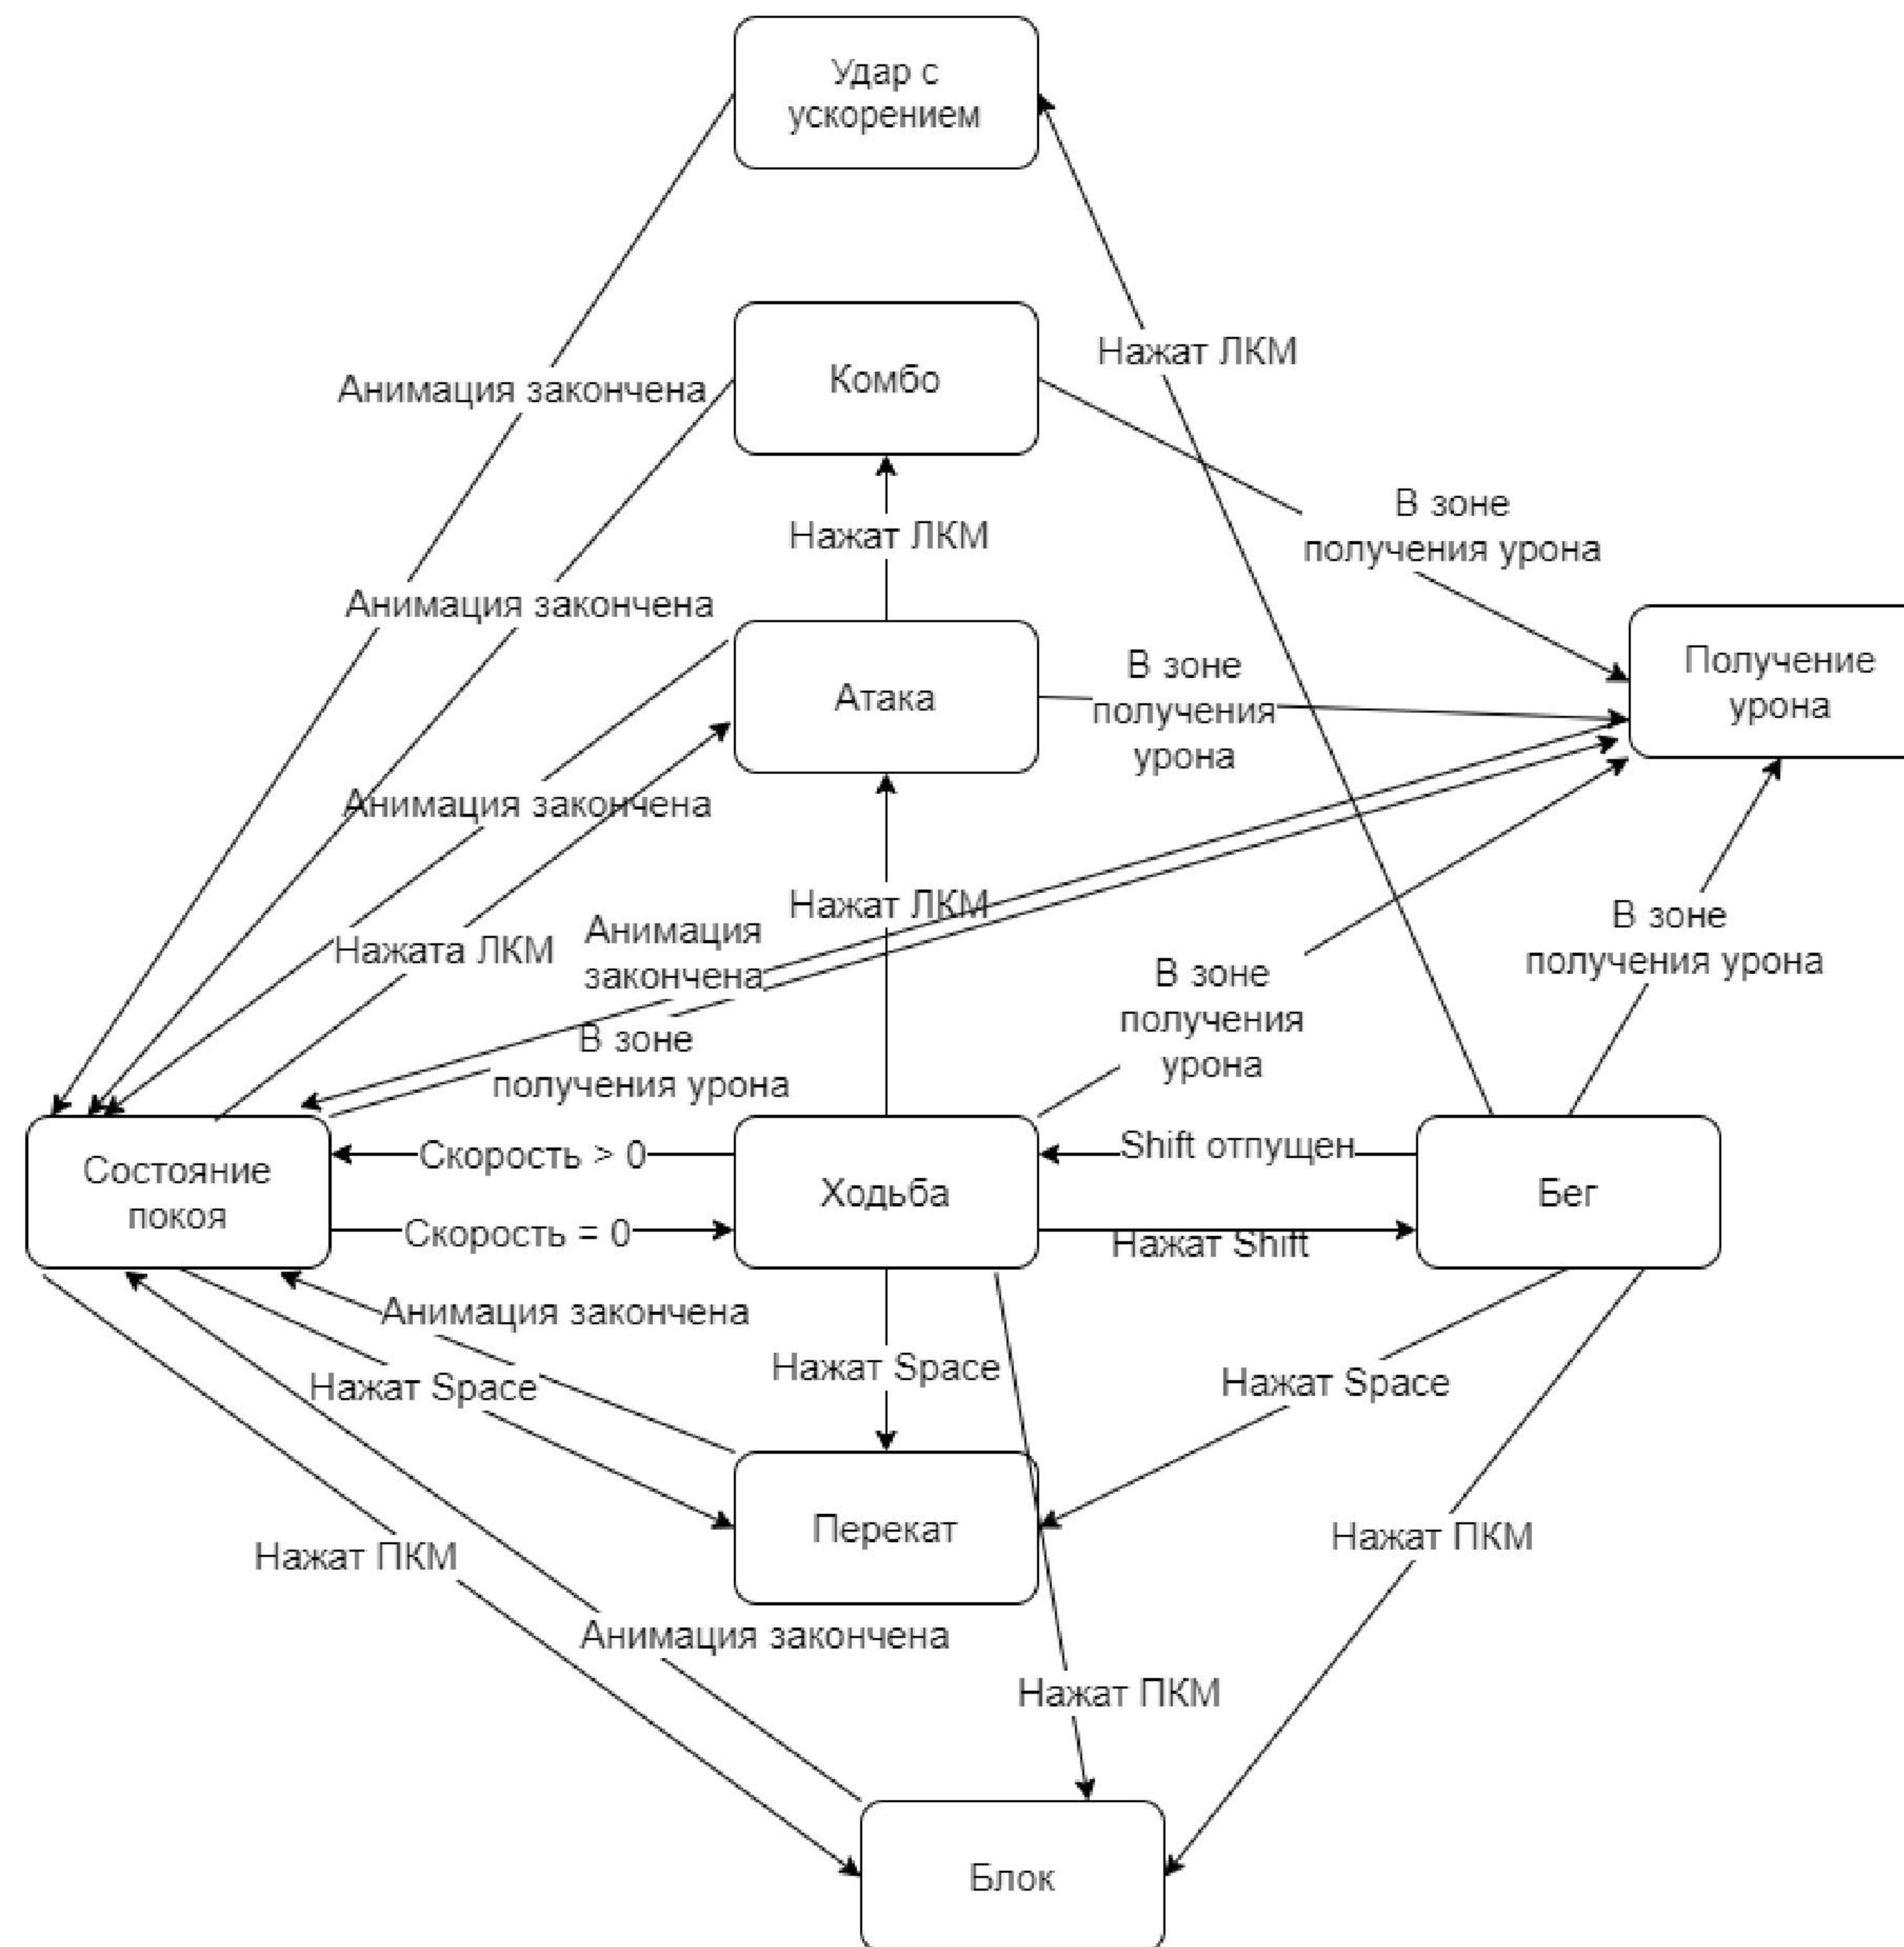 Удар с
ускорением
Нажат ЛКМ
Анимация закончена
Комбо
В зоне
получения урона
Нажат ЛКМ
Анимация закончена
В зоне
получения
урона
Получение
урона
Атака
Анимация закончена
Нажат ЛКМ
Анимация
закончена
Нажата ЛКМ
В зоне
получения урона
В зоне
получения
урона
В зоне
получения урона
Состояние
покоя
Скорость > 0
Скорость = 0
Ходьба
Shift отпущен
Нажат Shift
Бег
Анимация закончена
Нажат Space
Нажат Space
Нажат Space
Перекат
Нажат ПКМ
Нажат ПКМ
Анимация закончена
Нажат ПКМ
Блок